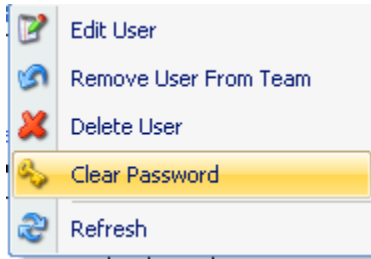 Edit User
Remove User From Team
Delete User
Clear Password
Refresh